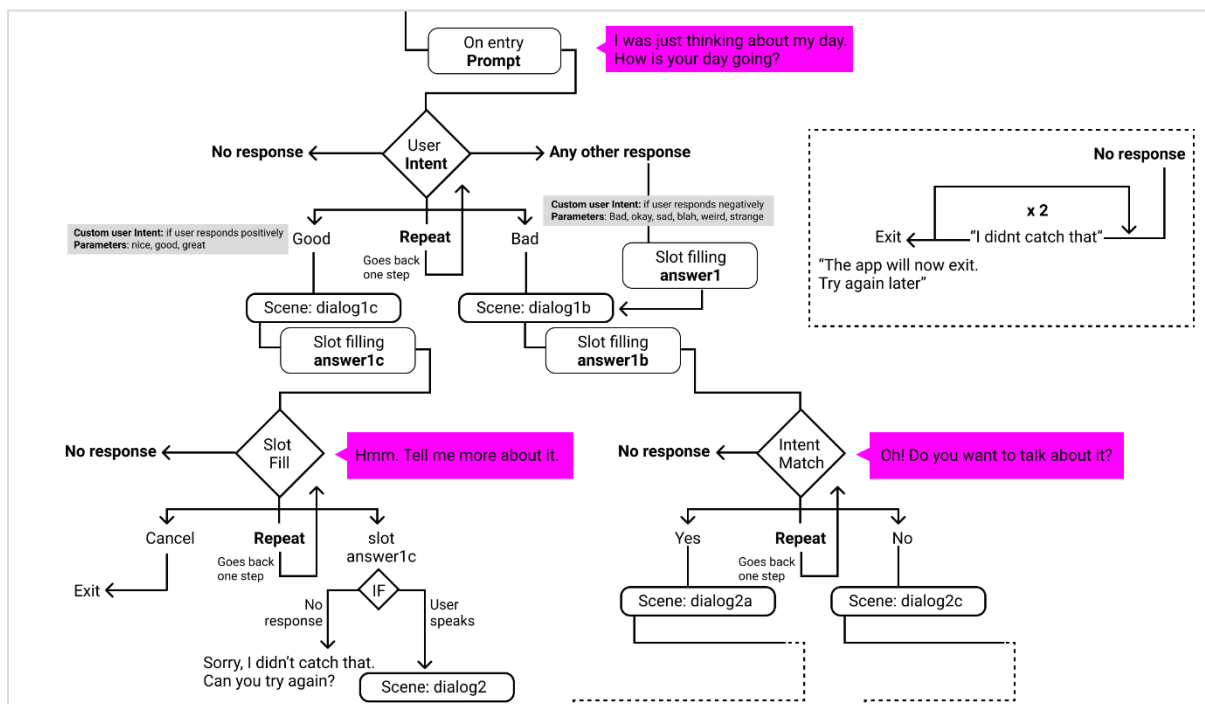 On entry
Prompt
I was just thinking about my day.
How is your day going?
User
Intent
No response
Any other response
Custom user Intent: if user responds positively
Parameters: nice, good, great
Good
Repeat
Goes back
one step
Bad
Custom user Intent: if user responds negatively
Parameters: Bad, okay, sad, blah, weird, strange
Slot filling
answer1
Scene: dialog1c
Scene: dialog1b
Slot filling
answer1c
Slot filling
answer1b
No response
x 2
Exit
“I didnt catch that”
“The app will now exit.
Try again later”
No response
Slot
Fill
Hmm. Tell me more about it.
Cancel
Repeat
Goes back
one step
slot
answer1c
Exit
IF
No
response
User
speaks
Sorry, I didn’t catch that.
Can you try again?
Scene: dialog2
No response
Intent
Match
Oh! Do you want to talk about it?
Yes
Repeat
Goes back
one step
No
Scene: dialog2a
Scene: dialog2c